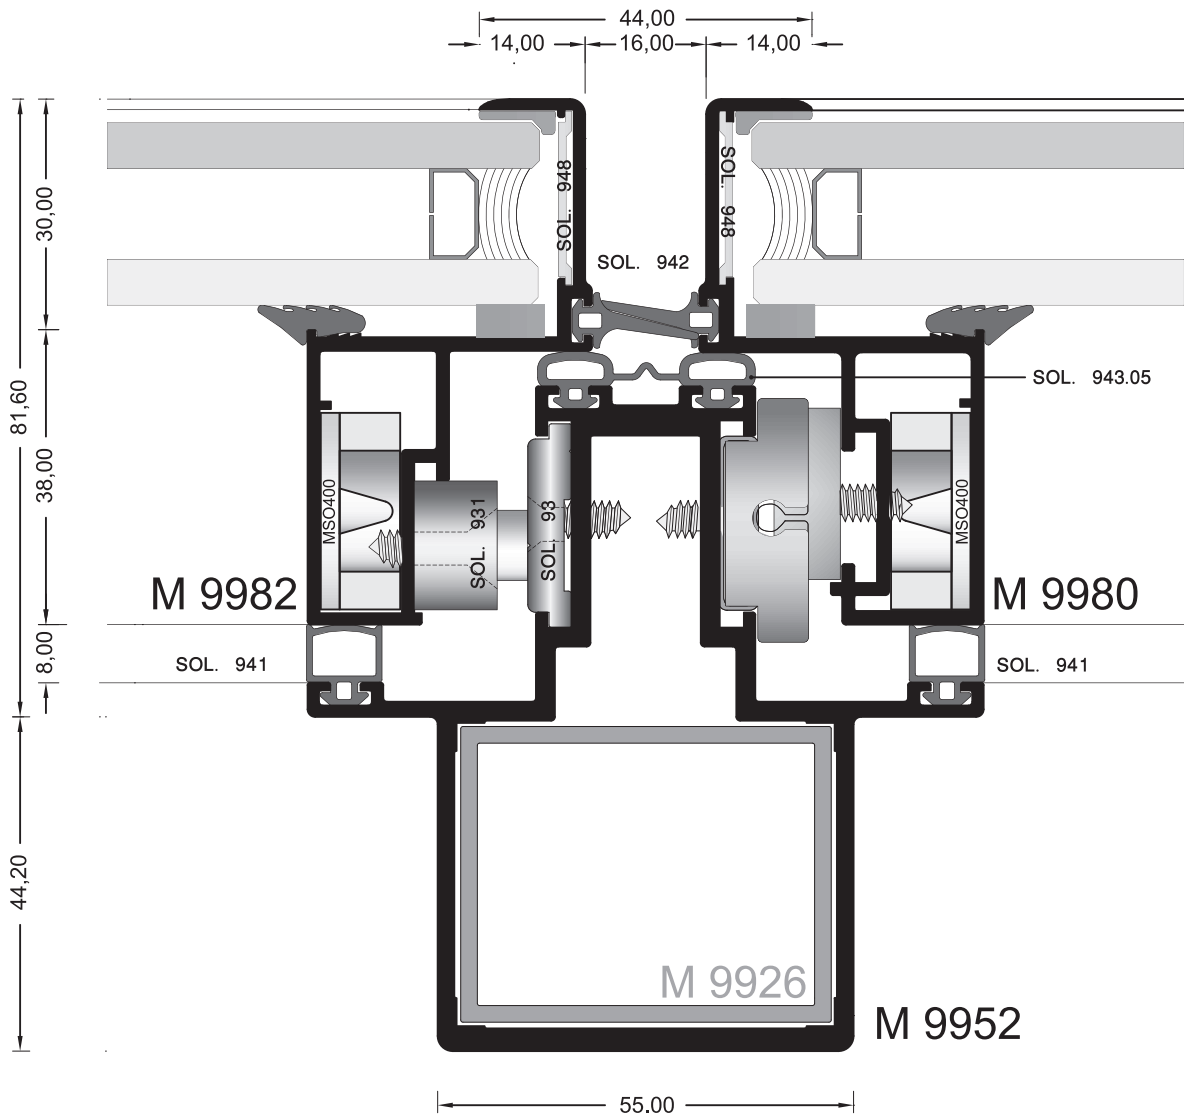 44,00
14,00
16,00
14,00
30,00
SOL. 948
SOL. 948
SOL. 942
81,60
38,00
SOL. 943.05
MSO400
SOL. 931
SOL. 93
MSO400
M 9982
M 9980
8,00
SOL. 941
SOL. 941
44,20
M 9926
M 9952
55,00